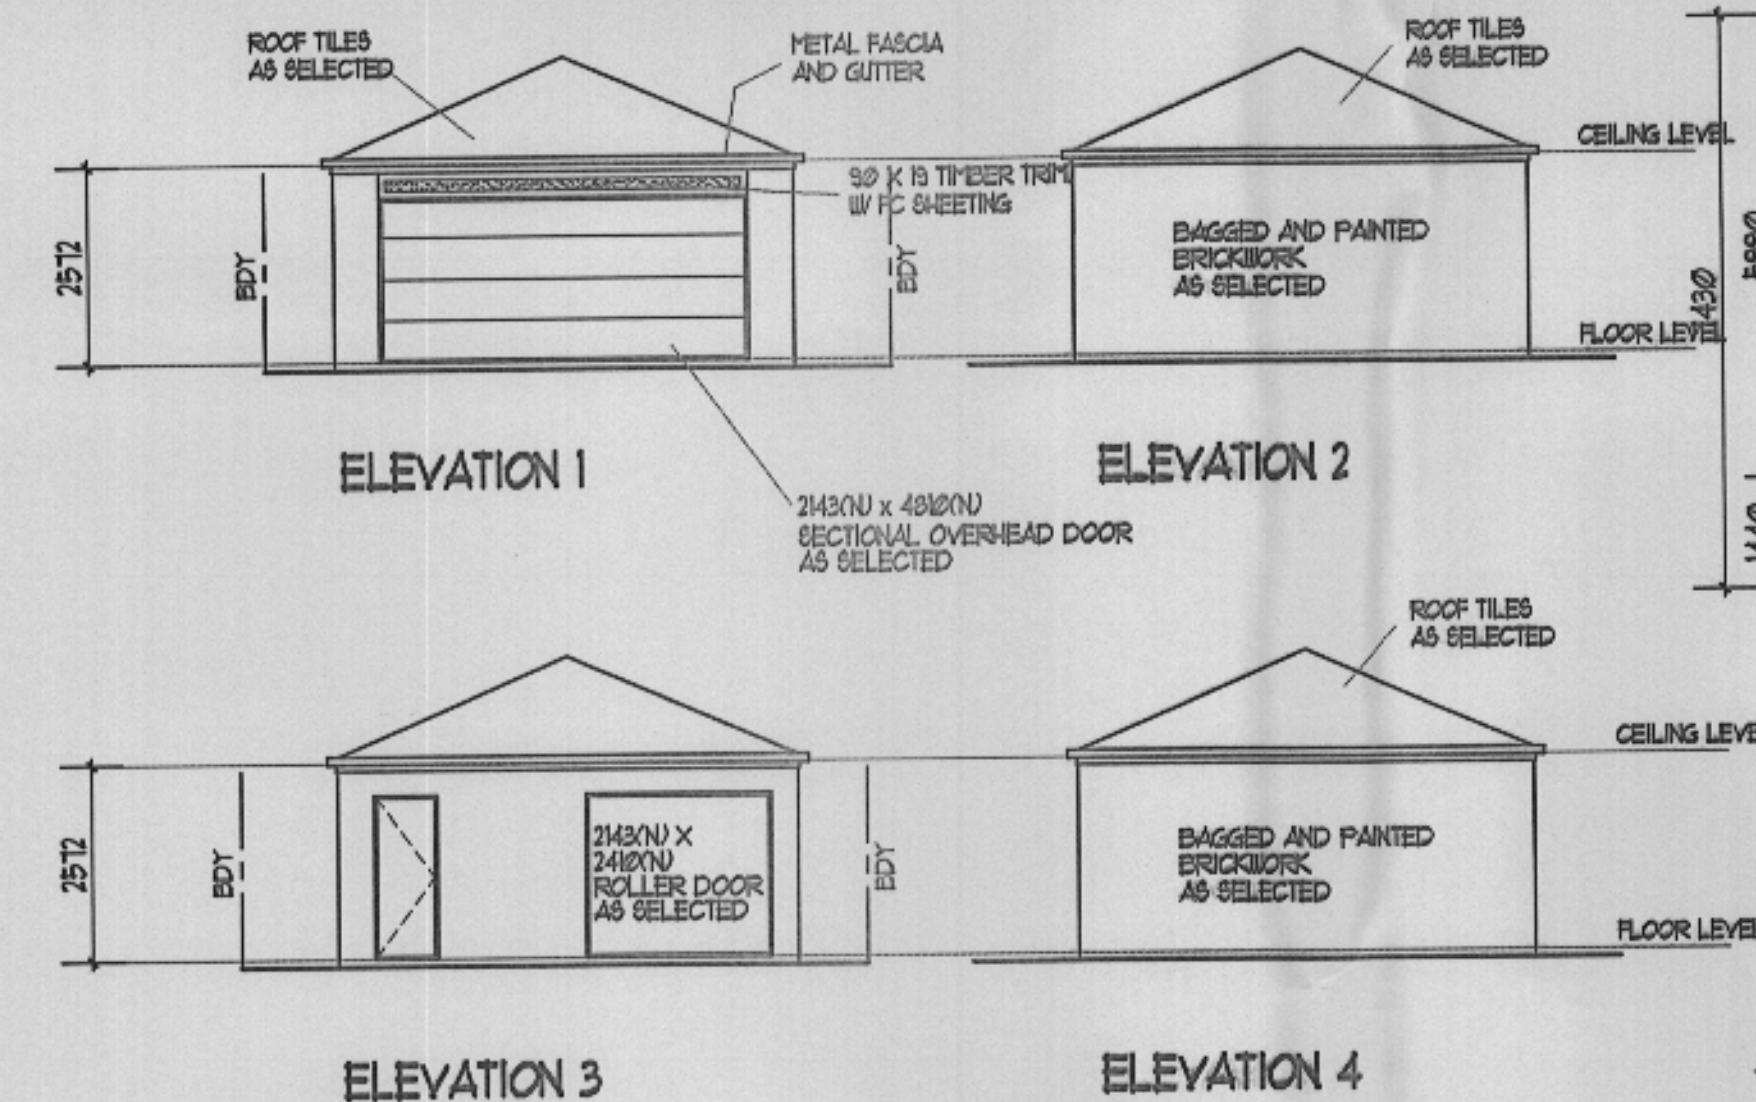 ROOF TILES
AS SELECTED
METAL FASCIA
AND GUTTER
ROOF TILES
AS SELECTED
CEILING LEVEL
90 X 19 TIMBER TRIM
W/ FC SHEETING
2572
BDY
BDY
BAGGED AND PAINTED
BRICKWORK
AS SELECTED
FLOOR LEVEL
ELEVATION 1
ELEVATION 2
2143(N) x 4810(N)
SECTIONAL OVERHEAD DOOR
AS SELECTED
ROOF TILES
AS SELECTED
CEILING
2572
BDY
2143(N) X
2410(N)
ROLLER DOOR
AS SELECTED
BDY
BAGGED AND PAINTED
BRICKWORK
AS SELECTED
FLOOR
ELEVATION 3
ELEVATION 4